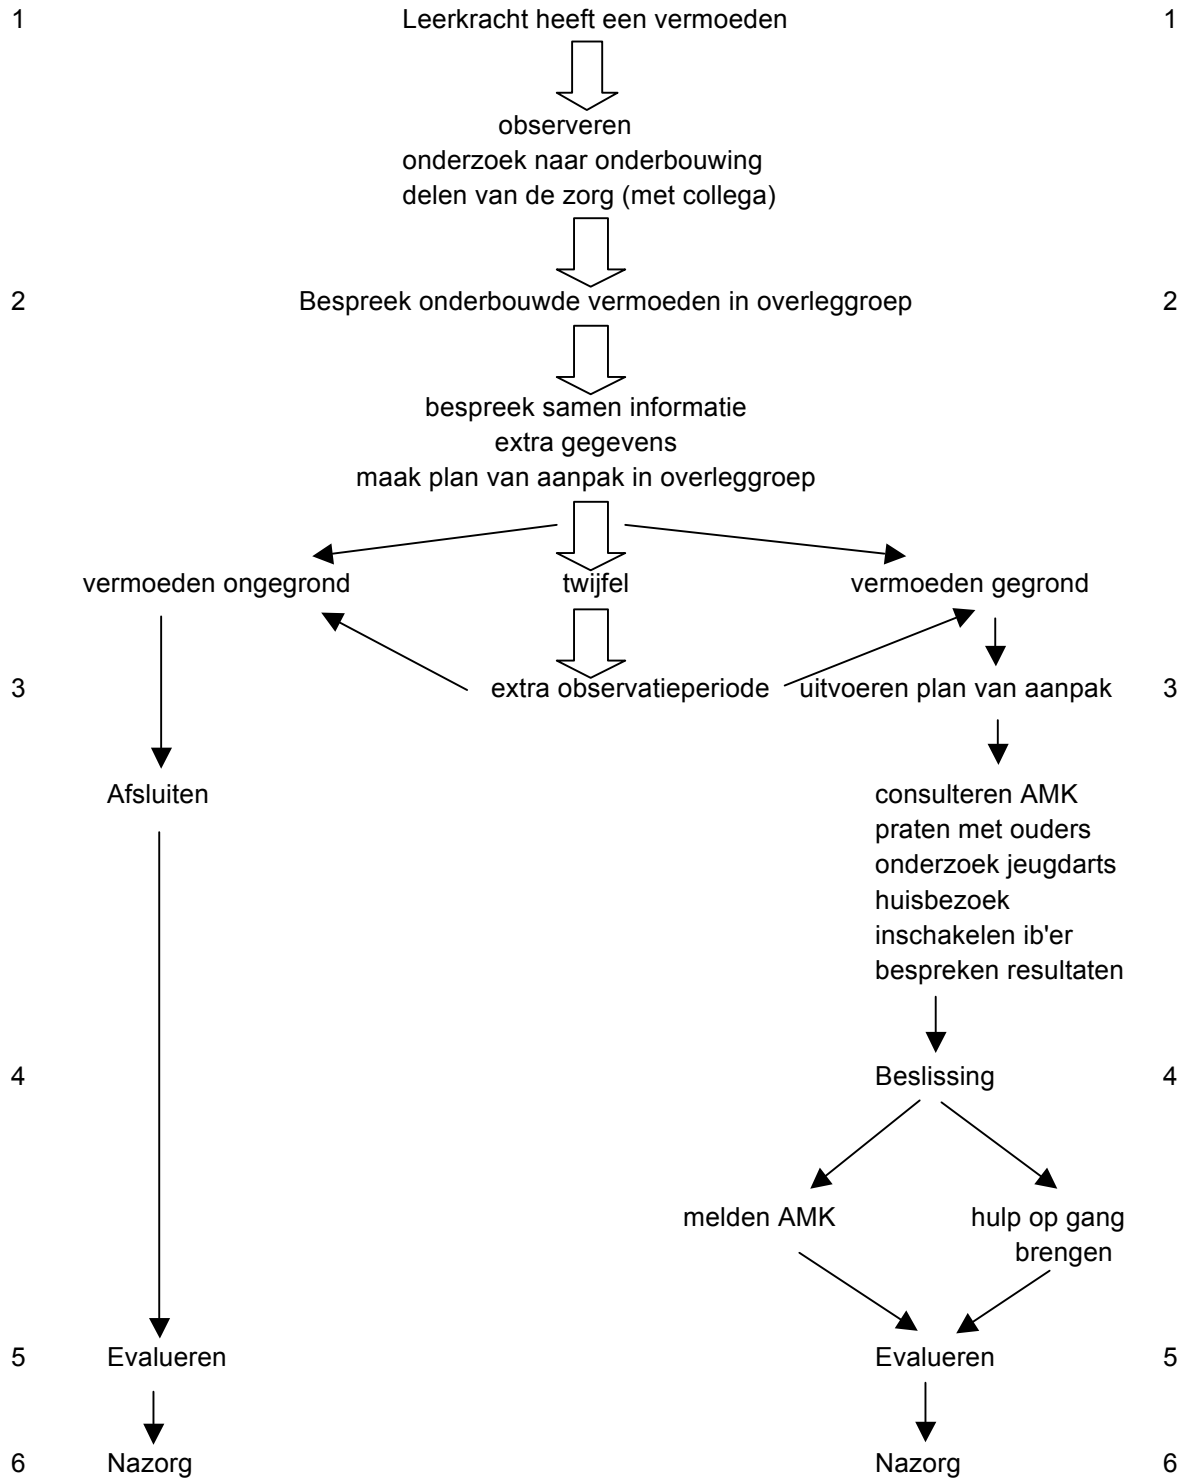 1 Leerkracht heeft een vermoeden 1
observeren
onderzoek naar onderbouwing
delen van de zorg (met collega)
2 Bespreek onderbouwde vermoeden in overleggroep 2
bespreek samen informatie
extra gegevens
maak plan van aanpak in overleggroep
vermoeden ongegrond twijfel vermoeden gegrond
3 extra observatieperiode uitvoeren plan van aanpak 3
Afsluiten consulteren AMK
praten met ouders
onderzoek jeugdarts
huisbezoek
inschakelen ib'er
bespreken resultaten
4 Beslissing 4
melden AMK hulp op gang
brengen
5 Evalueren Evalueren 5
6 Nazorg Nazorg 6